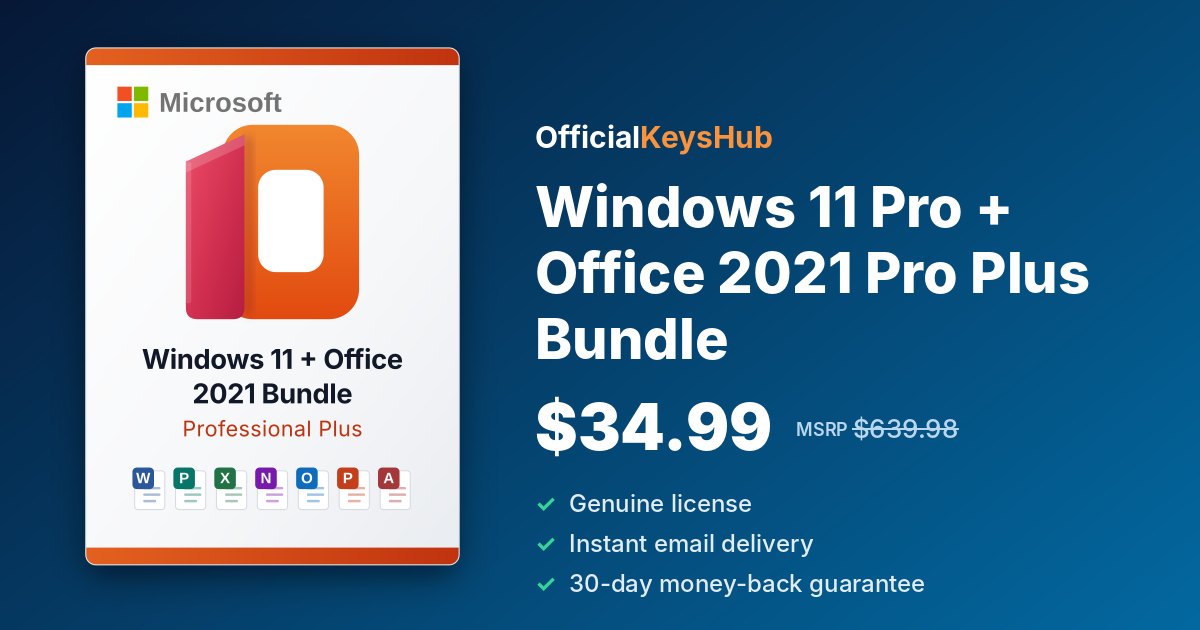 Microsoft
Windows 11 + Office
2021 Bundle
Professional Plus
W P X N O P A
OfficialKeysHub
Windows 11 Pro +
Office 2021 Pro Plus
Bundle
$34.99 MSRP $639.98
✓ Genuine license
✓ Instant email delivery
✓ 30-day money-back guarantee